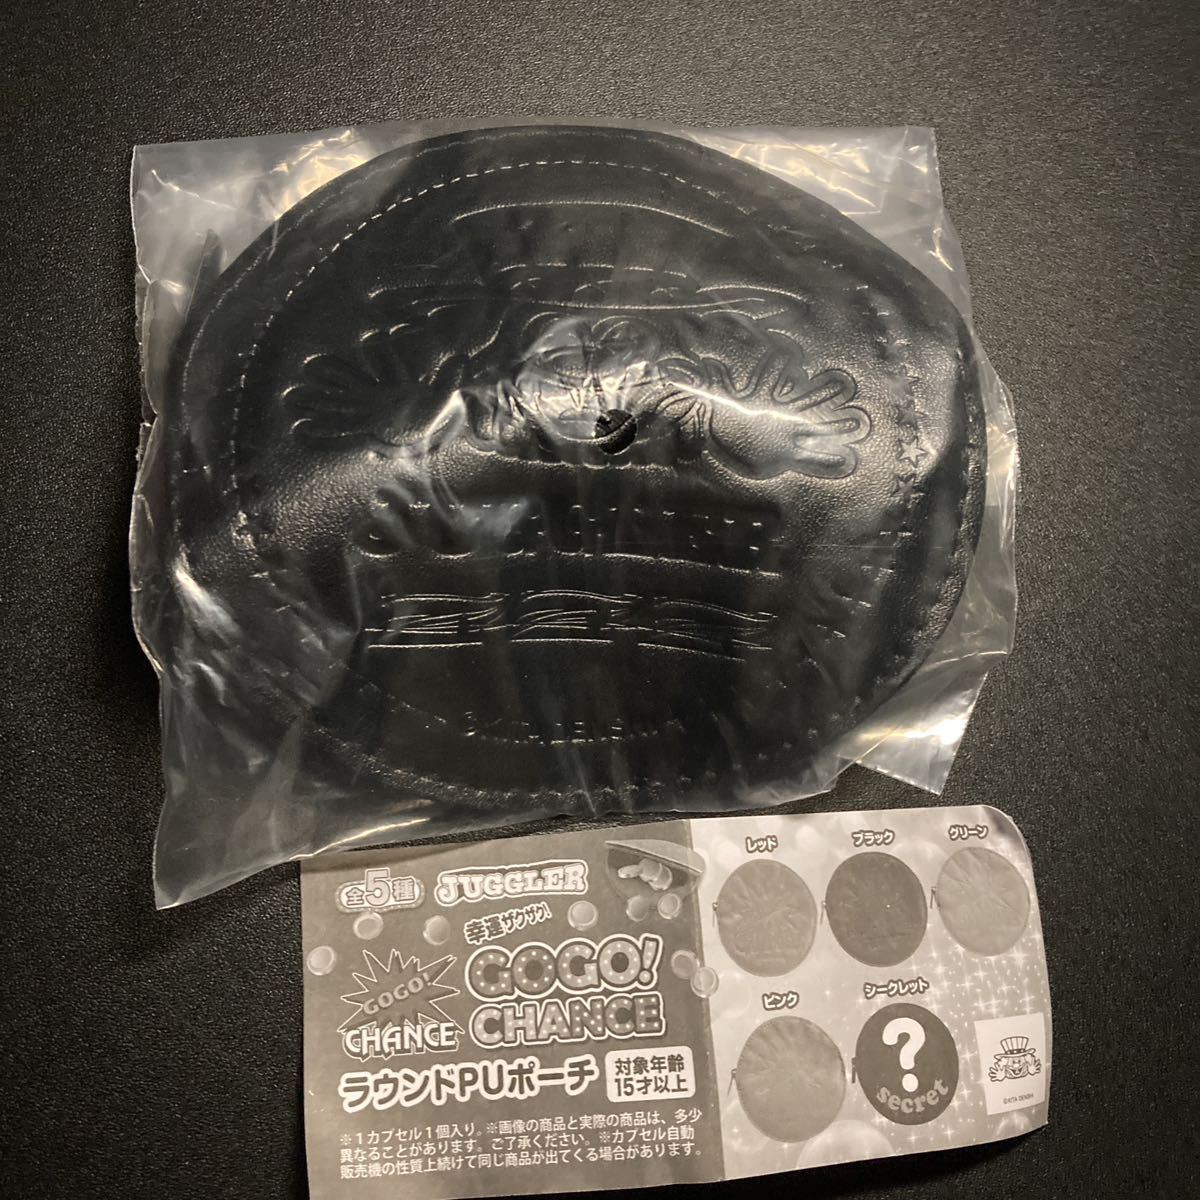 JUGGLER
全5種
JUGGLER
幸運ザクザク!
GOGO!
CHANCE
GOGO!
CHANCE
ラウンドPUポーチ
対象年齢
15才以上
※1カプセル1個入り。※画像の商品と実際の商品は、多少
異なることがあります。ご了承ください。※カプセル自動
販売機の性質上続けて同じ商品が出てくる場合があります。
レッド
ブラック
グリーン
ピンク
シークレット
?
secret
©KITA DENSHI